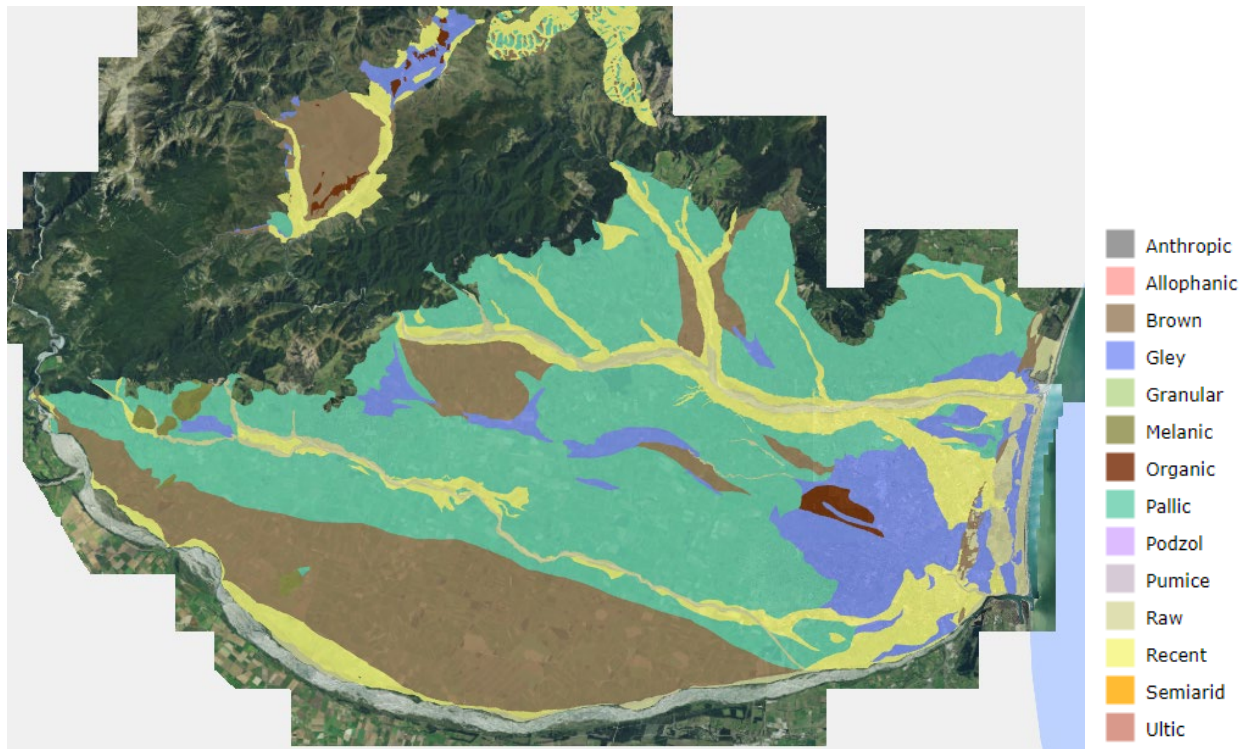 Anthropic
Allophanic
Brown
Gley
Granular
Melanic
Organic
Pallic
Podzol
Pumice
Raw
Recent
Semiarid
Ultic